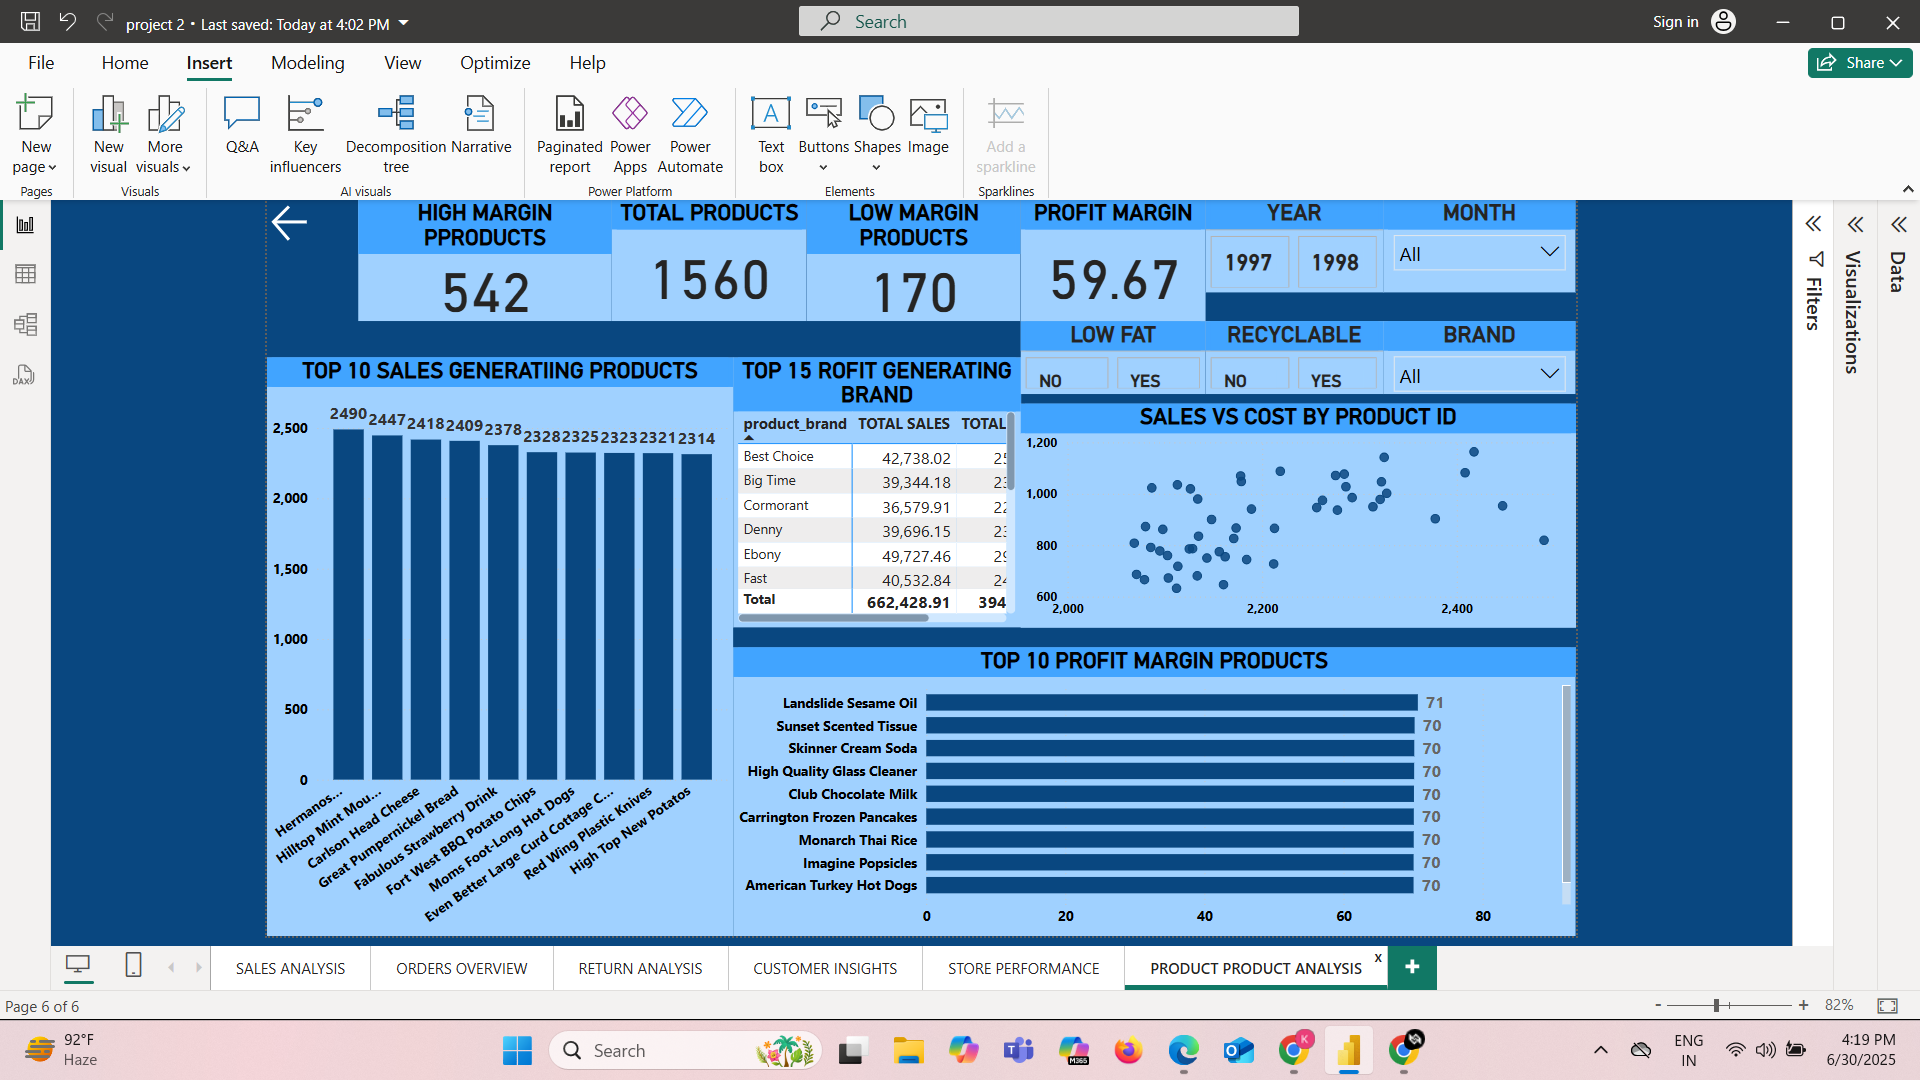 project 2 • Last saved: Today at 4:02 PM
Search
Sign in
File Home Insert Modeling View Optimize Help
Share
New page
New visual
More visuals
Q&A
Key influencers
Decomposition tree
Narrative
Paginated report
Power Apps
Power Automate
Text box
Buttons
Shapes
Image
Add a sparkline
Pages
Visuals
AI visuals
Power Platform
Elements
Sparklines
HIGH MARGIN
PPRODUCTS
542
TOTAL PRODUCTS
1560
LOW MARGIN
PRODUCTS
170
PROFIT MARGIN
59.67
YEAR
1997 1998
MONTH
All
LOW FAT
NO YES
RECYCLABLE
NO YES
BRAND
All
Filters
Visualizations
Data
DAX
TOP 10 SALES GENERATIING PRODUCTS
2490 2447 2418 2409 2378 2328 2325 2323 2321 2314
2,500
2,000
1,500
1,000
500
0
Hermanos...
Hilltop Mint Mou...
Carlson Head Cheese
Great Pumpernickel Bread
Fabulous Strawberry Drink
Fort West BBQ Potato Chips
Moms Foot-Long Hot Dogs
Even Better Large Curd Cottage C...
Red Wing Plastic Knives
High Top New Potatos
TOP 15 ROFIT GENERATING
BRAND
product_brand TOTAL SALES TOTAL
Best Choice 42,738.02 25
Big Time 39,344.18 23
Cormorant 36,579.91 22
Denny 39,696.15 23
Ebony 49,727.46 29
Fast 40,532.84 24
Total 662,428.91 394
SALES VS COST BY PRODUCT ID
1,200
1,000
800
600
2,000 2,200 2,400
TOP 10 PROFIT MARGIN PRODUCTS
Landslide Sesame Oil 71
Sunset Scented Tissue 70
Skinner Cream Soda 70
High Quality Glass Cleaner 70
Club Chocolate Milk 70
Carrington Frozen Pancakes 70
Monarch Thai Rice 70
Imagine Popsicles 70
American Turkey Hot Dogs 70
0 20 40 60 80
SALES ANALYSIS ORDERS OVERVIEW RETURN ANALYSIS CUSTOMER INSIGHTS STORE PERFORMANCE PRODUCT PRODUCT ANALYSIS x +
Page 6 of 6
- + 82%
92°F
Haze
Search
M365
K
ENG
IN
4:19 PM
6/30/2025